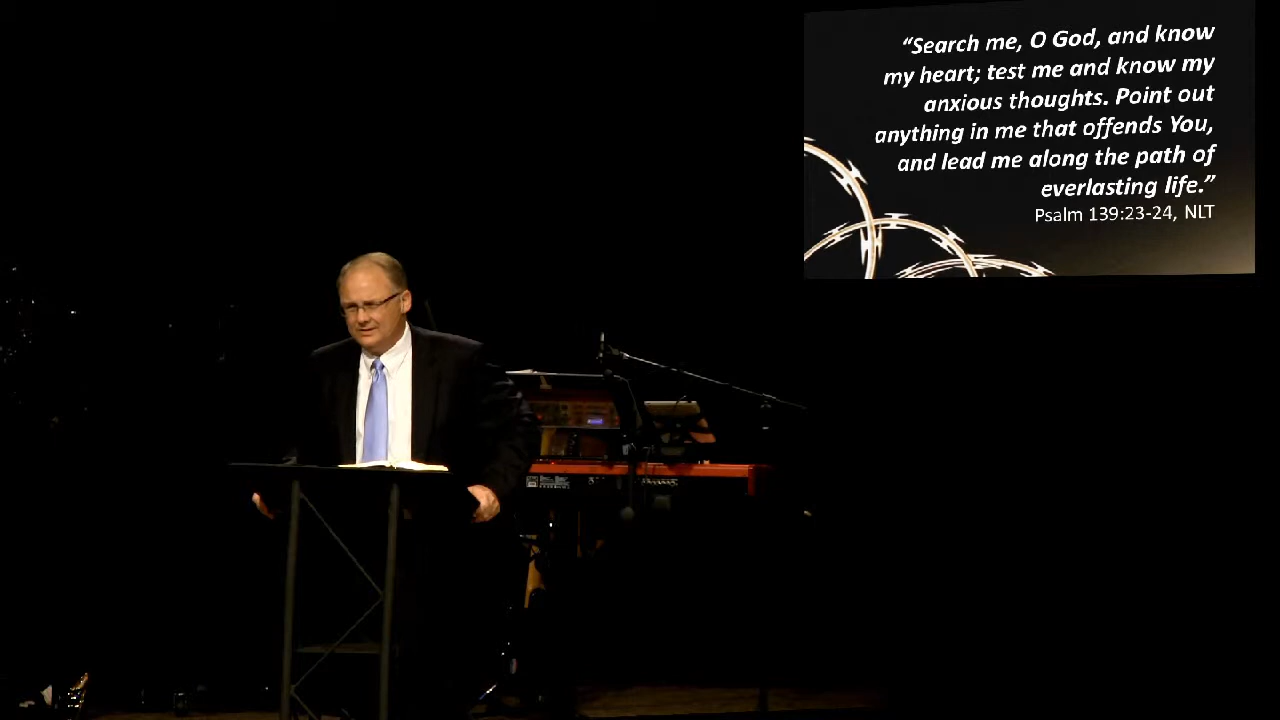 “Search me, O God, and know
my heart; test me and know my
anxious thoughts. Point out
anything in me that offends You,
and lead me along the path of
everlasting life.”
Psalm 139:23-24, NLT